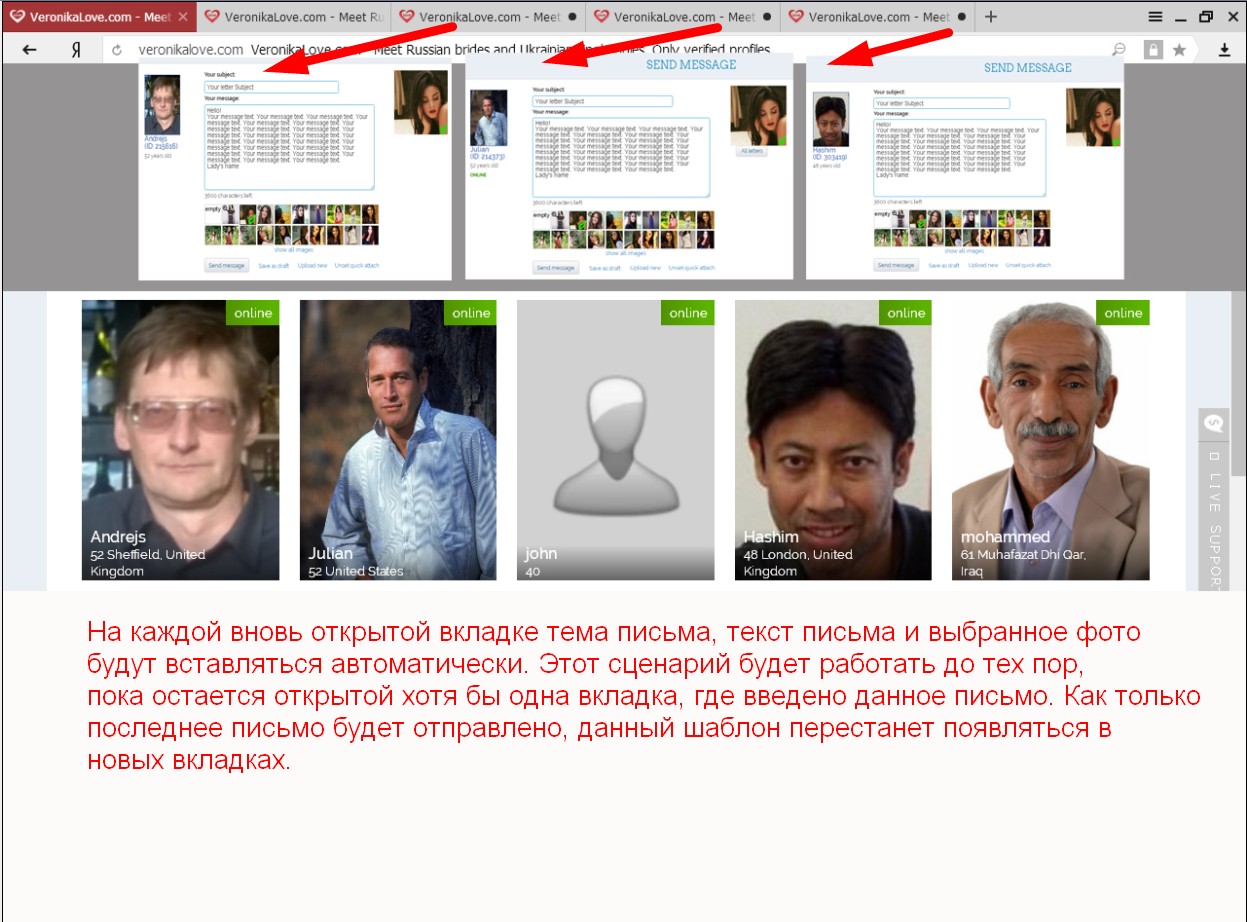 VeronikaLove.com - Meet
VeronikaLove.com - Meet Ru
VeronikaLove.com - Meet
VeronikaLove.com - Meet
VeronikaLove.com - Meet
Я
veronikalove.com VeronikaLove.com - Meet Russian brides and Ukrainian Only verified profiles
Your subject:
Your letter Subject
Your message:
Hello!
Your message text. Your message text. Your message text. Your
message text. Your message text. Your message text. Your
message text. Your message text. Your message text. Your
message text. Your message text. Your message text. Your
message text. Your message text. Your message text. Your
message text. Your message text. Your message text. Your
message text. Your message text. Your message text.
Lady's name
Andrejs
(ID: 215616)
52 years old
3600 characters left
empty
show all images
Send message Save as draft Upload new Unset quick attach
SEND MESSAGE
Your subject:
Your letter Subject
Your message:
Hello!
Your message text. Your message text. Your message text. Your
message text. Your message text. Your message text. Your
message text. Your message text. Your message text. Your
message text. Your message text. Your message text. Your
message text. Your message text. Your message text. Your
message text. Your message text. Your message text. Your
message text. Your message text. Your message text.
Lady's name
Julian
(ID: 214373)
52 years old
ONLINE
All letters
3600 characters left
empty
show all images
Send message Save as draft Upload new Unset quick attach
SEND MESSAGE
Your subject:
Your letter Subject
Your message:
Hello!
Your message text. Your message text. Your message text. Your
message text. Your message text. Your message text. Your
message text. Your message text. Your message text. Your
message text. Your message text. Your message text. Your
message text. Your message text. Your message text. Your
message text. Your message text. Your message text. Your
message text. Your message text. Your message text.
Lady's name
Hashim
(ID: 303419)
48 years old
3600 characters left
empty
show all images
Send message Save as draft Upload new Unset quick attach
online
Andrejs
52 Sheffield, United
Kingdom
online
Julian
52 United States
online
john
40
online
Hashim
48 London, United
Kingdom
online
mohammed
61 Muhafazat Dhi Qar,
Iraq
LIVE SUPPOR
На каждой вновь открытой вкладке тема письма, текст письма и выбранное фото
будут вставляться автоматически. Этот сценарий будет работать до тех пор,
пока остается открытой хотя бы одна вкладка, где введено данное письмо. Как только
последнее письмо будет отправлено, данный шаблон перестанет появляться в
новых вкладках.